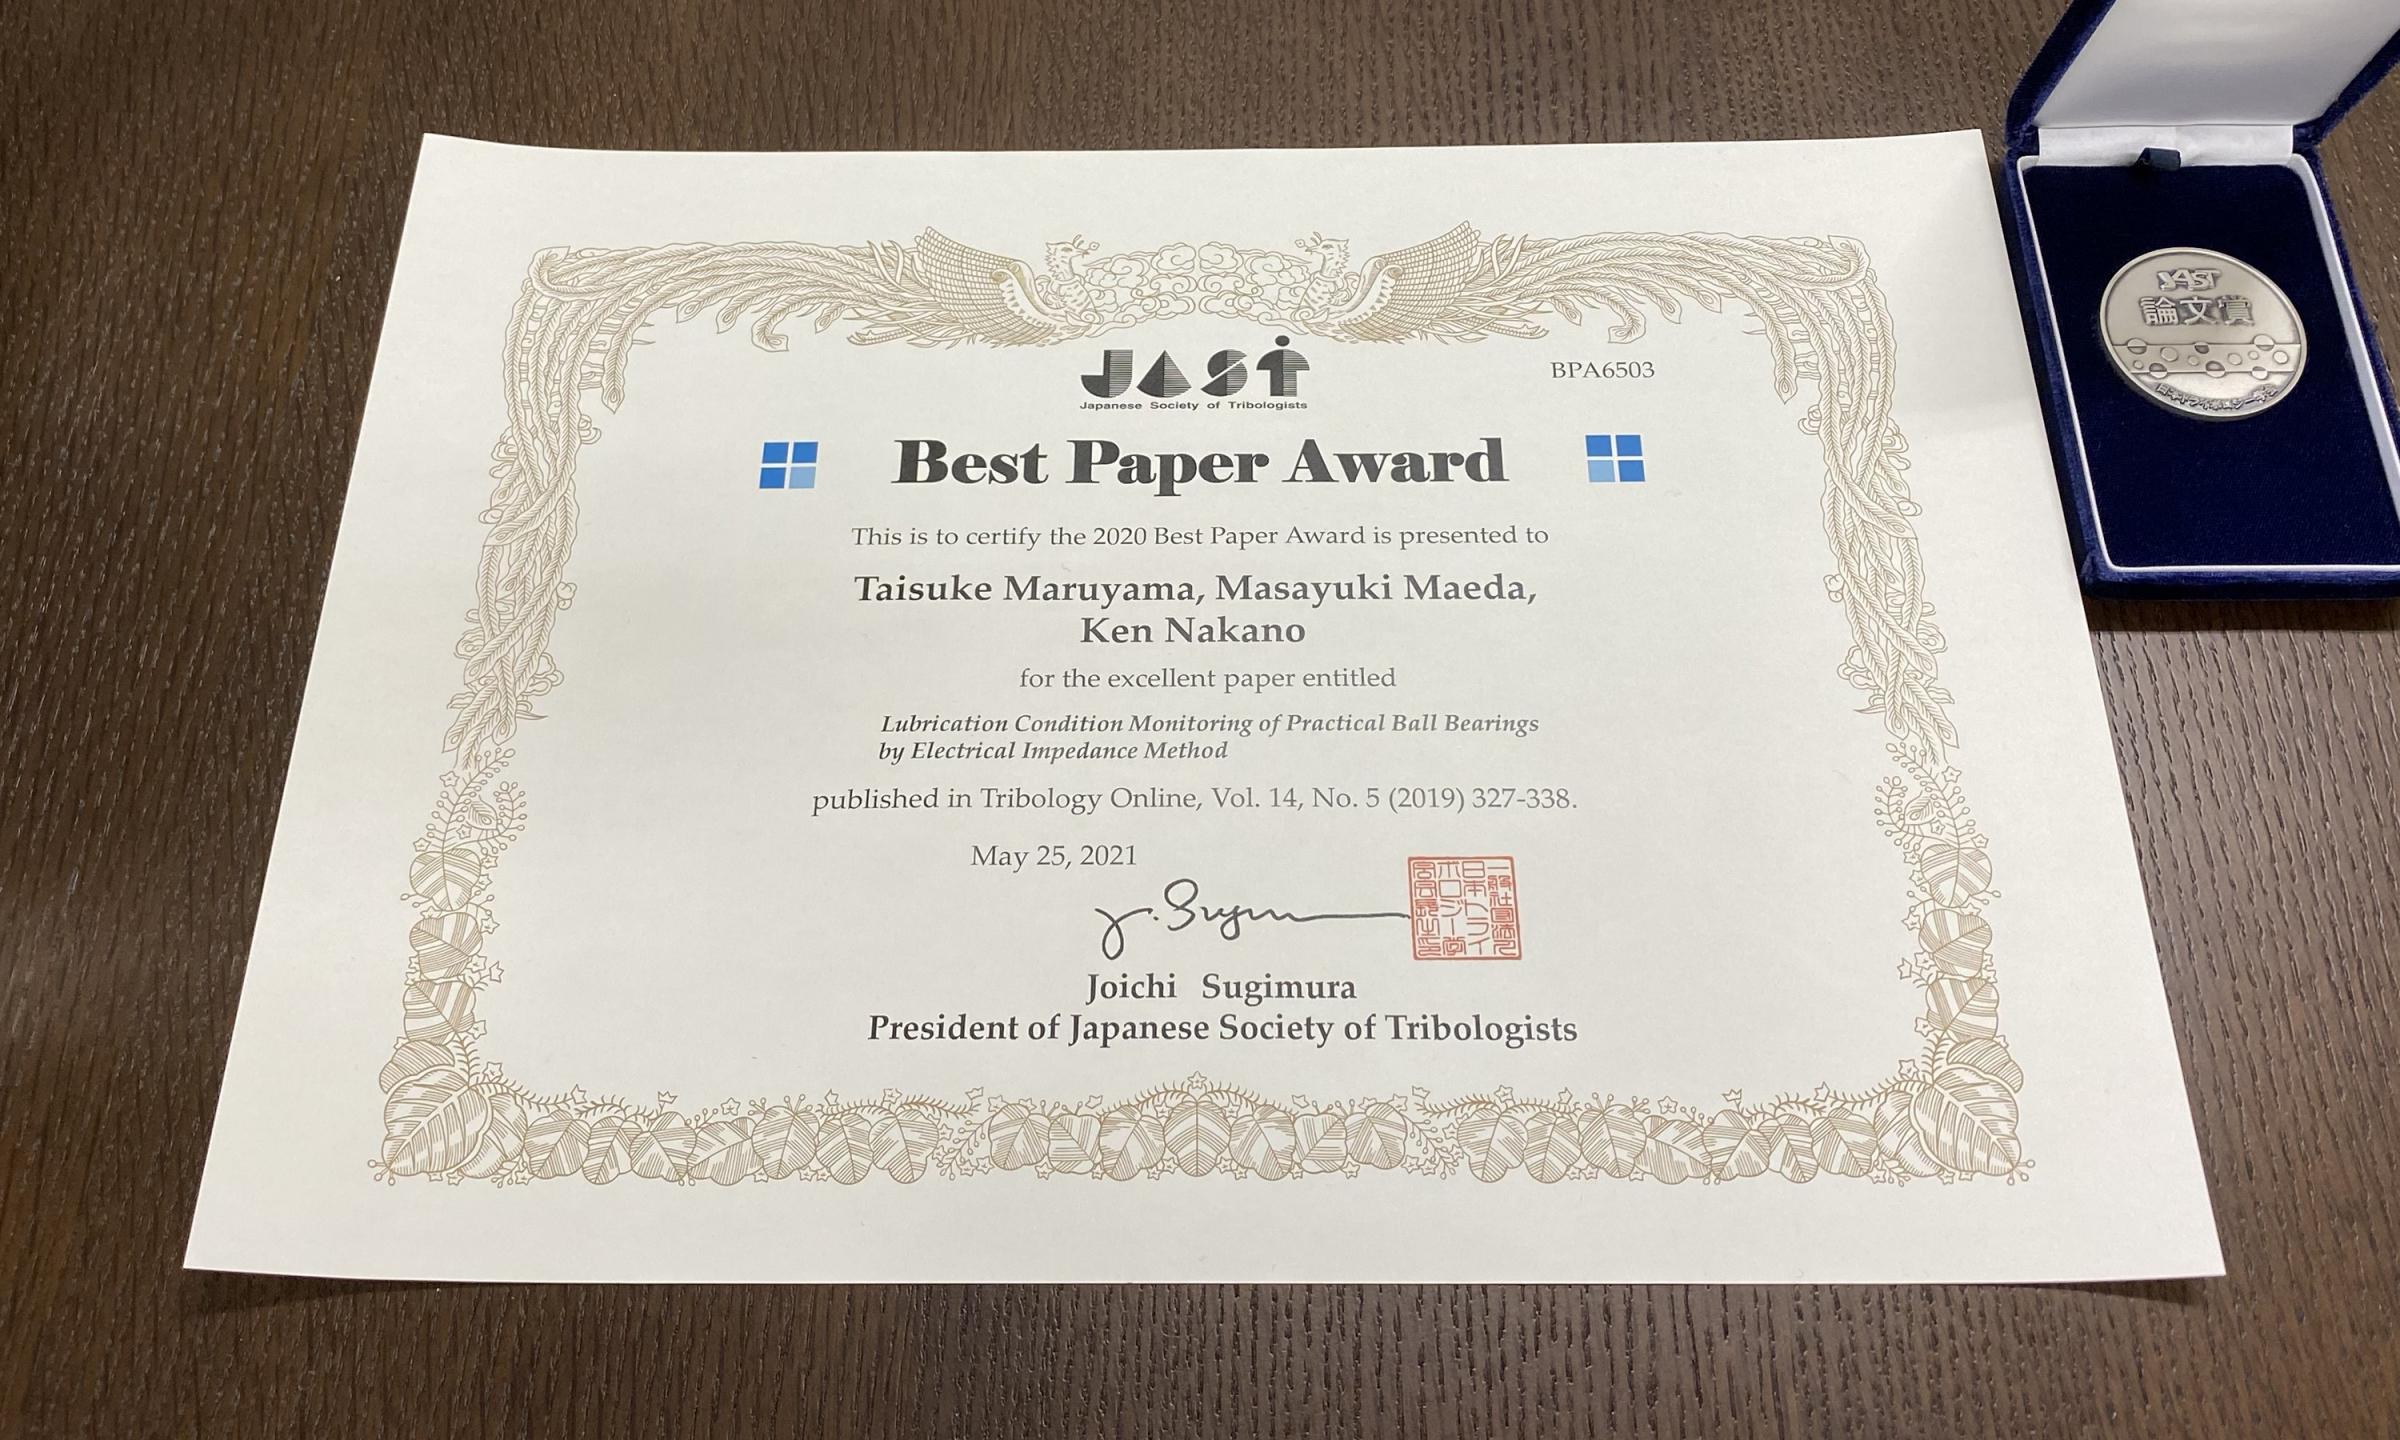 JAST
Japanese Society of Tribologists
BPA6503
Best Paper Award
This is to certify the 2020 Best Paper Award is presented to
Taisuke Maruyama, Masayuki Maeda,
Ken Nakano
for the excellent paper entitled
Lubrication Condition Monitoring of Practical Ball Bearings
by Electrical Impedance Method
published in Tribology Online, Vol. 14, No. 5 (2019) 327-338.
May 25, 2021
Joichi Sugimura
President of Japanese Society of Tribologists
JAST
論文賞